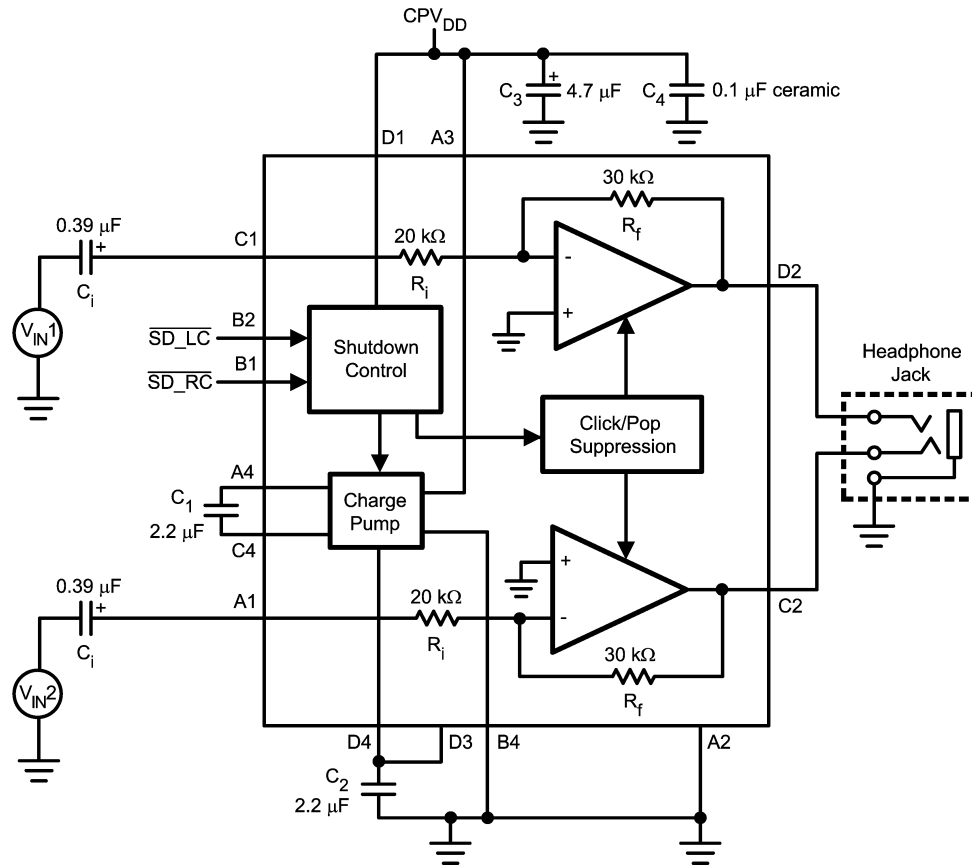 CPVDD
C3
4.7 μF
C4
0.1 μF ceramic
D1
A3
30 kΩ
Rf
0.39 μF
Ci
C1
20 kΩ
Ri
-
+
D2
VIN1
B2
SD_LC
B1
SD_RC
Shutdown
Control
Click/Pop
Suppression
Headphone
Jack
A4
C1
2.2 μF
C4
Charge
Pump
0.39 μF
Ci
A1
20 kΩ
Ri
+
-
C2
30 kΩ
Rf
VIN2
D4
D3
B4
A2
C2
2.2 μF
+
+
+